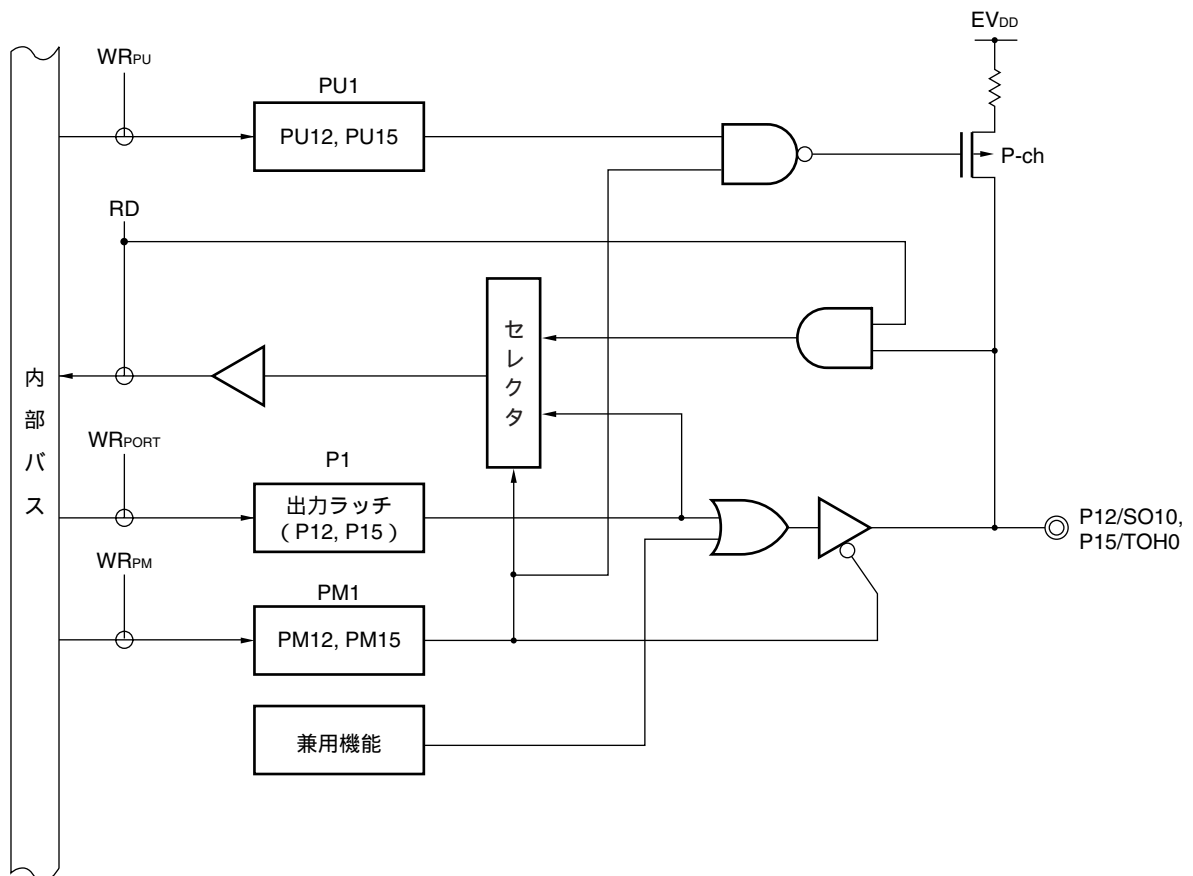 EVDD
WRPU
PU1
PU12, PU15
P-ch
RD
セレクタ
内部バス
WRPORT
P1
出力ラッチ
( P12, P15 )
P12/SO10,
P15/TOH0
WRPM
PM1
PM12, PM15
兼用機能